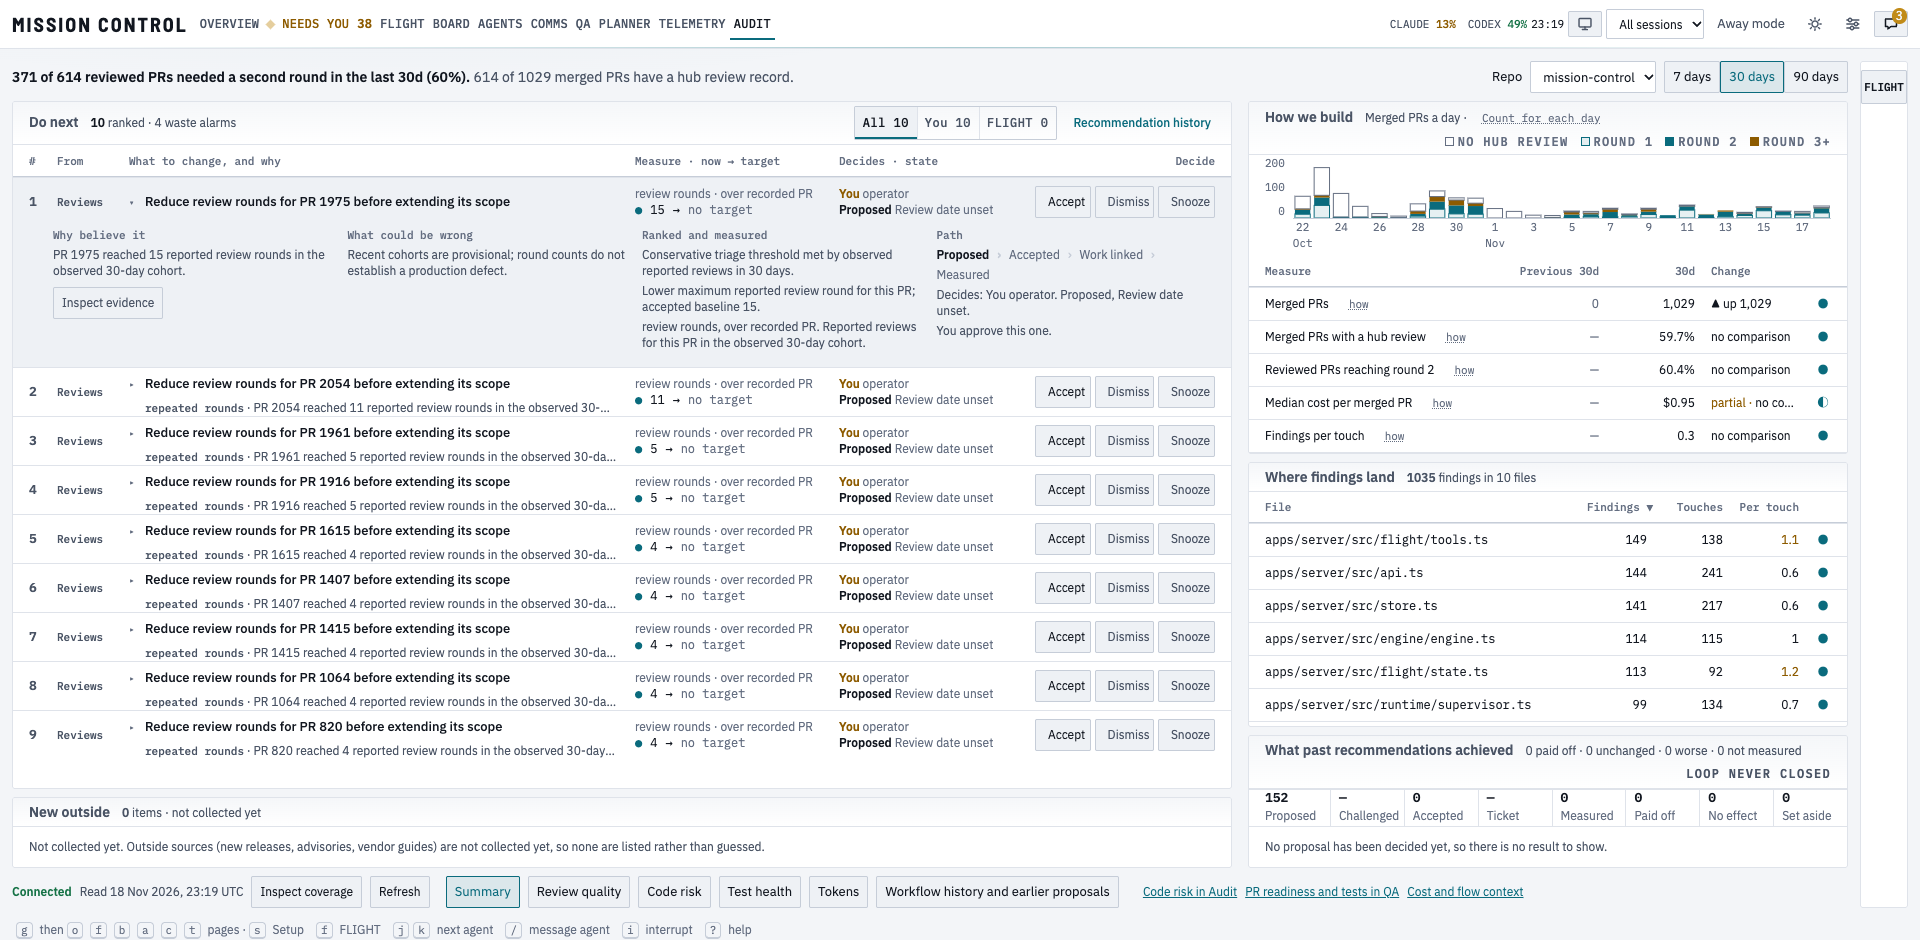 MISSION CONTROL OVERVIEW NEEDS YOU 38 FLIGHT BOARD AGENTS COMMS QA PLANNER TELEMETRY AUDIT CLAUDE 13% CODEX 49% 23:19 All sessions Away mode 3
371 of 614 reviewed PRs needed a second round in the last 30d (60%). 614 of 1029 merged PRs have a hub review record. Repo mission-control 7 days 30 days 90 days
FLIGHT
Do next 10 ranked · 4 waste alarms All 10 You 10 FLIGHT 0 Recommendation history
# From What to change, and why Measure · now → target Decides · state Decide
1 Reviews Reduce review rounds for PR 1975 before extending its scope review rounds · over recorded PR You operator Accept Dismiss Snooze
15 → no target Proposed Review date unset
Why believe it What could be wrong Ranked and measured Path
PR 1975 reached 15 reported review rounds in the observed 30-day cohort.
Inspect evidence
Recent cohorts are provisional; round counts do not establish a production defect.
Conservative triage threshold met by observed reported reviews in 30 days.
Lower maximum reported review round for this PR; accepted baseline 15.
review rounds, over recorded PR. Reported reviews for this PR in the observed 30-day cohort.
Proposed › Accepted › Work linked › Measured
Decides: You operator. Proposed, Review date unset.
You approve this one.
2 Reviews Reduce review rounds for PR 2054 before extending its scope review rounds · over recorded PR You operator Accept Dismiss Snooze
repeated rounds · PR 2054 reached 11 reported review rounds in the observed 30-... 11 → no target Proposed Review date unset
3 Reviews Reduce review rounds for PR 1961 before extending its scope review rounds · over recorded PR You operator Accept Dismiss Snooze
repeated rounds · PR 1961 reached 5 reported review rounds in the observed 30-da... 5 → no target Proposed Review date unset
4 Reviews Reduce review rounds for PR 1916 before extending its scope review rounds · over recorded PR You operator Accept Dismiss Snooze
repeated rounds · PR 1916 reached 5 reported review rounds in the observed 30-da... 5 → no target Proposed Review date unset
5 Reviews Reduce review rounds for PR 1615 before extending its scope review rounds · over recorded PR You operator Accept Dismiss Snooze
repeated rounds · PR 1615 reached 4 reported review rounds in the observed 30-da... 4 → no target Proposed Review date unset
6 Reviews Reduce review rounds for PR 1407 before extending its scope review rounds · over recorded PR You operator Accept Dismiss Snooze
repeated rounds · PR 1407 reached 4 reported review rounds in the observed 30-da... 4 → no target Proposed Review date unset
7 Reviews Reduce review rounds for PR 1415 before extending its scope review rounds · over recorded PR You operator Accept Dismiss Snooze
repeated rounds · PR 1415 reached 4 reported review rounds in the observed 30-da... 4 → no target Proposed Review date unset
8 Reviews Reduce review rounds for PR 1064 before extending its scope review rounds · over recorded PR You operator Accept Dismiss Snooze
repeated rounds · PR 1064 reached 4 reported review rounds in the observed 30-da... 4 → no target Proposed Review date unset
9 Reviews Reduce review rounds for PR 820 before extending its scope review rounds · over recorded PR You operator Accept Dismiss Snooze
repeated rounds · PR 820 reached 4 reported review rounds in the observed 30-day... 4 → no target Proposed Review date unset
New outside 0 items · not collected yet
Not collected yet. Outside sources (new releases, advisories, vendor guides) are not collected yet, so none are listed rather than guessed.
How we build Merged PRs a day · Count for each day
NO HUB REVIEW ROUND 1 ROUND 2 ROUND 3+
200
100
0
22 24 26 28 30 1 3 5 7 9 11 13 15 17
Oct Nov
Measure Previous 30d 30d Change
Merged PRs how 0 1,029 ▲ up 1,029
Merged PRs with a hub review how — 59.7% no comparison
Reviewed PRs reaching round 2 how — 60.4% no comparison
Median cost per merged PR how — $0.95 partial · no co...
Findings per touch how — 0.3 no comparison
Where findings land 1035 findings in 10 files
File Findings ▼ Touches Per touch
apps/server/src/flight/tools.ts 149 138 1.1
apps/server/src/api.ts 144 241 0.6
apps/server/src/store.ts 141 217 0.6
apps/server/src/engine/engine.ts 114 115 1
apps/server/src/flight/state.ts 113 92 1.2
apps/server/src/runtime/supervisor.ts 99 134 0.7
What past recommendations achieved 0 paid off · 0 unchanged · 0 worse · 0 not measured
LOOP NEVER CLOSED
152 — 0 — 0 0 0 0
Proposed Challenged Accepted Ticket Measured Paid off No effect Set aside
No proposal has been decided yet, so there is no result to show.
Connected Read 18 Nov 2026, 23:19 UTC Inspect coverage Refresh Summary Review quality Code risk Test health Tokens Workflow history and earlier proposals Code risk in Audit PR readiness and tests in QA Cost and flow context
g then o f b a c t pages · s Setup f FLIGHT j k next agent / message agent i interrupt ? help